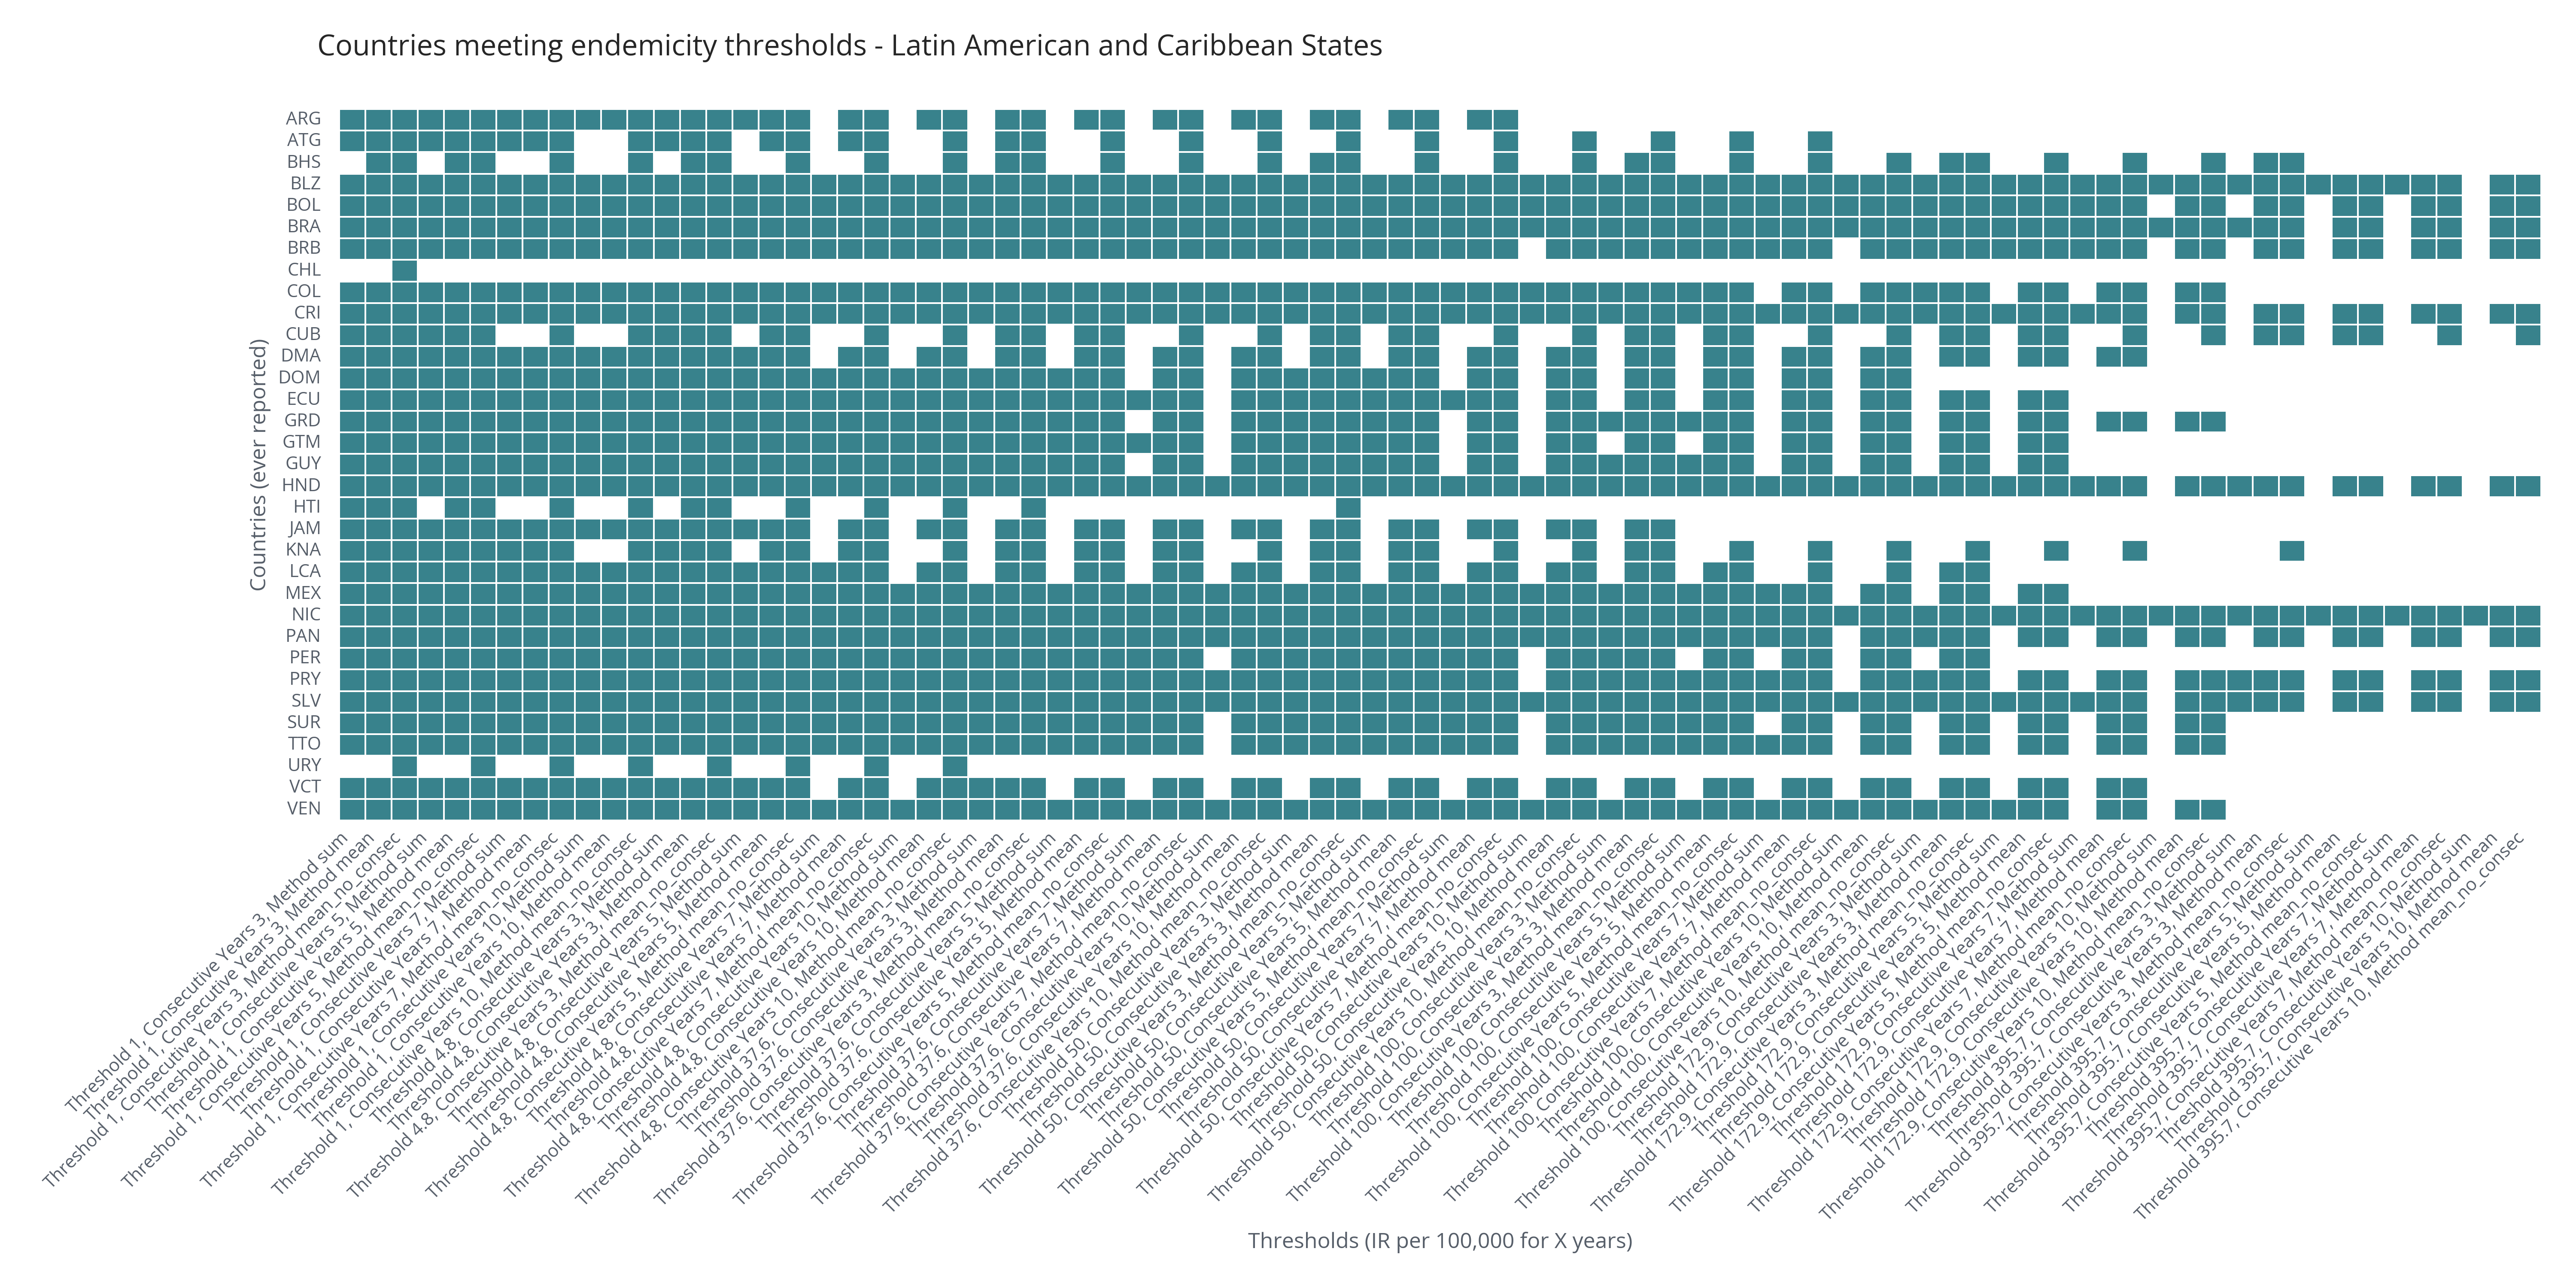 Countries meeting endemicity thresholds - Latin American and Caribbean States
Countries (ever reported)
ARG
ATG
BHS
BLZ
BOL
BRA
BRB
CHL
COL
CRI
CUB
DMA
DOM
ECU
GRD
GTM
GUY
HND
HTI
JAM
KNA
LCA
MEX
NIC
PAN
PER
PRY
SLV
SUR
TTO
URY
VCT
VEN
Threshold 1, Consecutive Years 3, Method sum
Threshold 1, Consecutive Years 3, Method mean
Threshold 1, Consecutive Years 3, Method mean_no_consec
Threshold 1, Consecutive Years 5, Method sum
Threshold 1, Consecutive Years 5, Method mean
Threshold 1, Consecutive Years 5, Method mean_no_consec
Threshold 1, Consecutive Years 7, Method sum
Threshold 1, Consecutive Years 7, Method mean
Threshold 1, Consecutive Years 7, Method mean_no_consec
Threshold 1, Consecutive Years 10, Method sum
Threshold 1, Consecutive Years 10, Method mean
Threshold 1, Consecutive Years 10, Method mean_no_consec
Threshold 4.8, Consecutive Years 3, Method sum
Threshold 4.8, Consecutive Years 3, Method mean
Threshold 4.8, Consecutive Years 3, Method mean_no_consec
Threshold 4.8, Consecutive Years 5, Method sum
Threshold 4.8, Consecutive Years 5, Method mean
Threshold 4.8, Consecutive Years 5, Method mean_no_consec
Threshold 4.8, Consecutive Years 7, Method sum
Threshold 4.8, Consecutive Years 7, Method mean
Threshold 4.8, Consecutive Years 7, Method mean_no_consec
Threshold 4.8, Consecutive Years 10, Method sum
Threshold 4.8, Consecutive Years 10, Method mean
Threshold 4.8, Consecutive Years 10, Method mean_no_consec
Threshold 37.6, Consecutive Years 3, Method sum
Threshold 37.6, Consecutive Years 3, Method mean
Threshold 37.6, Consecutive Years 3, Method mean_no_consec
Threshold 37.6, Consecutive Years 5, Method sum
Threshold 37.6, Consecutive Years 5, Method mean
Threshold 37.6, Consecutive Years 5, Method mean_no_consec
Threshold 37.6, Consecutive Years 7, Method sum
Threshold 37.6, Consecutive Years 7, Method mean
Threshold 37.6, Consecutive Years 7, Method mean_no_consec
Threshold 37.6, Consecutive Years 10, Method sum
Threshold 37.6, Consecutive Years 10, Method mean
Threshold 37.6, Consecutive Years 10, Method mean_no_consec
Threshold 50, Consecutive Years 3, Method sum
Threshold 50, Consecutive Years 3, Method mean
Threshold 50, Consecutive Years 3, Method mean_no_consec
Threshold 50, Consecutive Years 5, Method sum
Threshold 50, Consecutive Years 5, Method mean
Threshold 50, Consecutive Years 5, Method mean_no_consec
Threshold 50, Consecutive Years 7, Method sum
Threshold 50, Consecutive Years 7, Method mean
Threshold 50, Consecutive Years 7, Method mean_no_consec
Threshold 50, Consecutive Years 10, Method sum
Threshold 50, Consecutive Years 10, Method mean
Threshold 50, Consecutive Years 10, Method mean_no_consec
Threshold 100, Consecutive Years 3, Method sum
Threshold 100, Consecutive Years 3, Method mean
Threshold 100, Consecutive Years 3, Method mean_no_consec
Threshold 100, Consecutive Years 5, Method sum
Threshold 100, Consecutive Years 5, Method mean
Threshold 100, Consecutive Years 5, Method mean_no_consec
Threshold 100, Consecutive Years 7, Method sum
Threshold 100, Consecutive Years 7, Method mean
Threshold 100, Consecutive Years 7, Method mean_no_consec
Threshold 100, Consecutive Years 10, Method sum
Threshold 100, Consecutive Years 10, Method mean
Threshold 100, Consecutive Years 10, Method mean_no_consec
Threshold 172.9, Consecutive Years 3, Method sum
Threshold 172.9, Consecutive Years 3, Method mean
Threshold 172.9, Consecutive Years 3, Method mean_no_consec
Threshold 172.9, Consecutive Years 5, Method sum
Threshold 172.9, Consecutive Years 5, Method mean
Threshold 172.9, Consecutive Years 5, Method mean_no_consec
Threshold 172.9, Consecutive Years 7, Method sum
Threshold 172.9, Consecutive Years 7, Method mean
Threshold 172.9, Consecutive Years 7, Method mean_no_consec
Threshold 172.9, Consecutive Years 10, Method sum
Threshold 172.9, Consecutive Years 10, Method mean
Threshold 172.9, Consecutive Years 10, Method mean_no_consec
Threshold 395.7, Consecutive Years 3, Method sum
Threshold 395.7, Consecutive Years 3, Method mean
Threshold 395.7, Consecutive Years 3, Method mean_no_consec
Threshold 395.7, Consecutive Years 5, Method sum
Threshold 395.7, Consecutive Years 5, Method mean
Threshold 395.7, Consecutive Years 5, Method mean_no_consec
Threshold 395.7, Consecutive Years 7, Method sum
Threshold 395.7, Consecutive Years 7, Method mean
Threshold 395.7, Consecutive Years 7, Method mean_no_consec
Threshold 395.7, Consecutive Years 10, Method sum
Threshold 395.7, Consecutive Years 10, Method mean
Threshold 395.7, Consecutive Years 10, Method mean_no_consec
Thresholds (IR per 100,000 for X years)